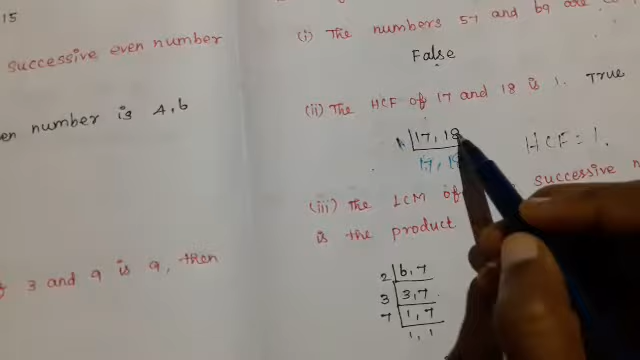 15
successive even number
en number is 4, 6
3 and 9 is 9, then
(i) The numbers 57 and 69 are co
False
(ii) The HCF of 17 and 18 is 1. True
1 17, 18
17, 18
HCF = 1.
(iii) The LCM of successive n
is the product
2 6, 7
3 3, 7
7 1, 7
1, 1